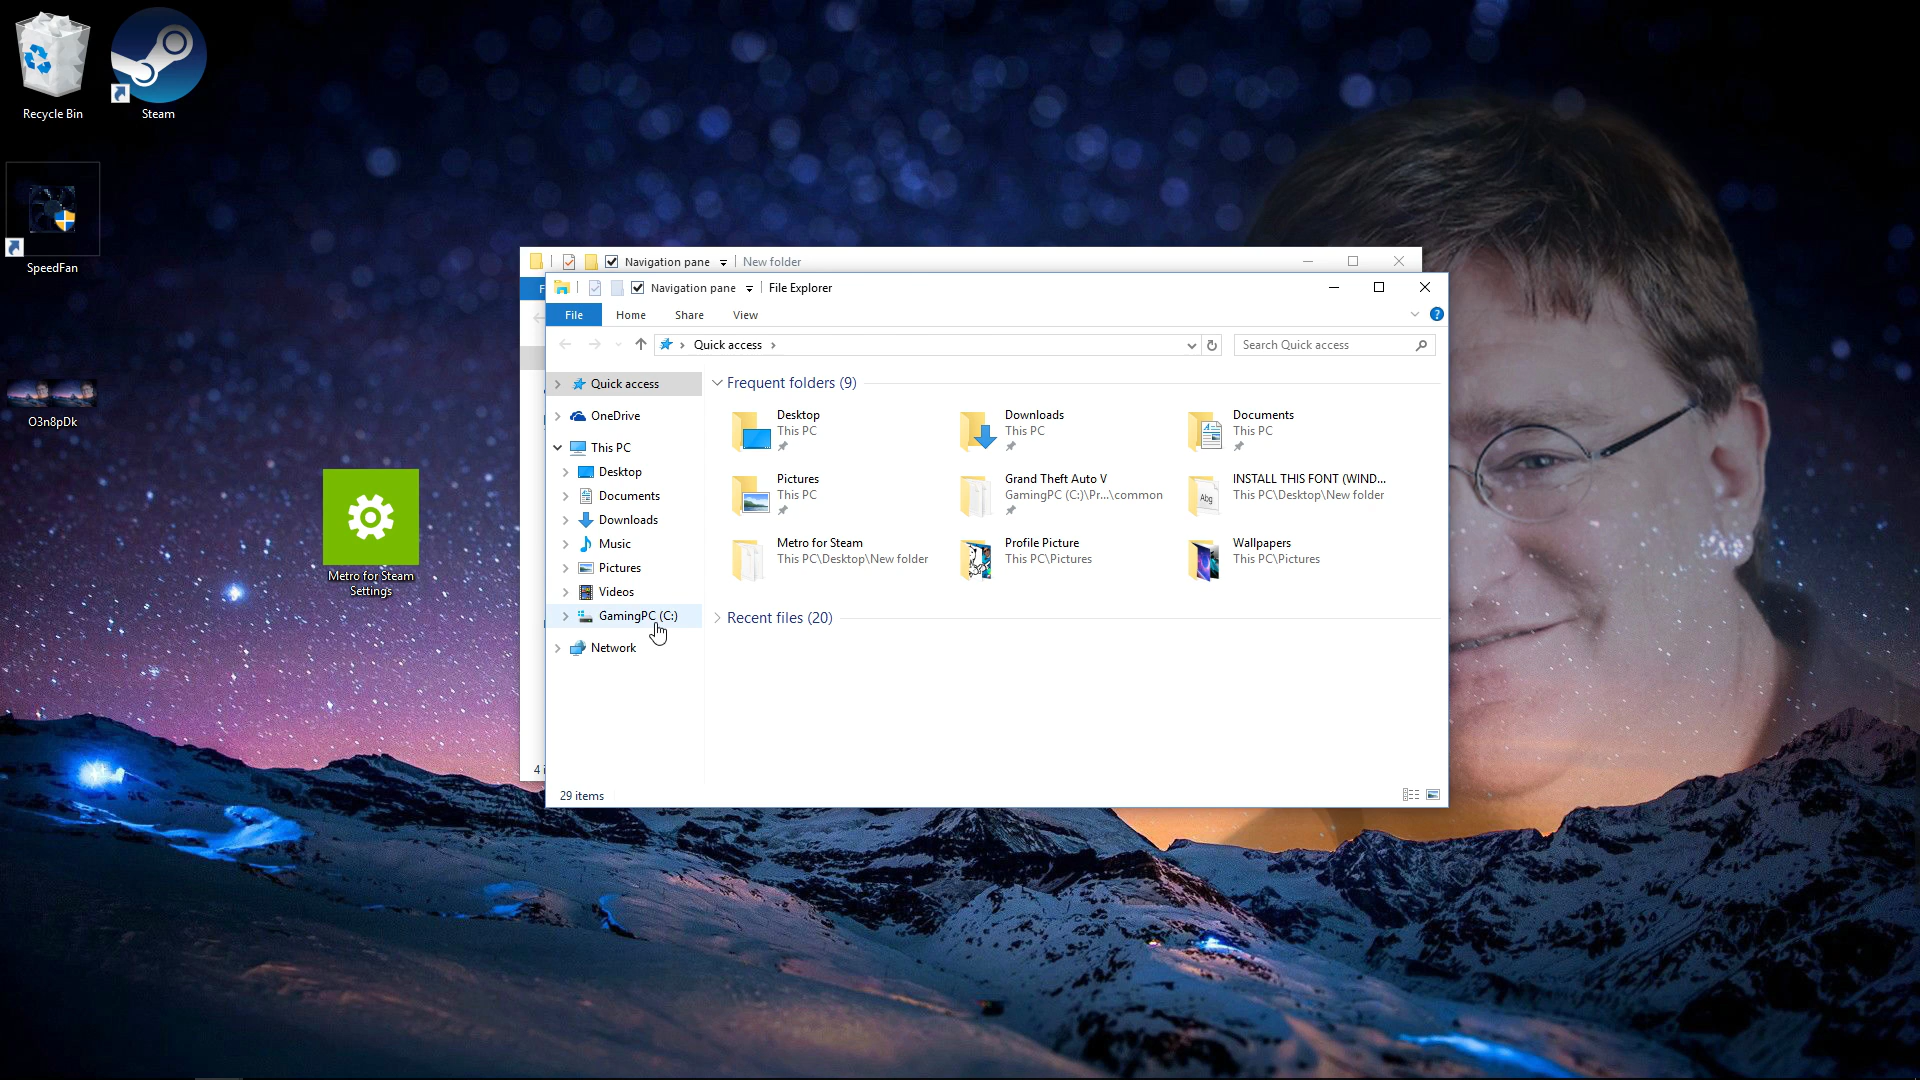 Recycle Bin
Steam
SpeedFan
O3n8pDk
Metro for Steam
Settings
Navigation pane
New folder
Navigation pane
File Explorer
File
Home
Share
View
Quick access
Search Quick access
Quick access
OneDrive
This PC
Desktop
Documents
Downloads
Music
Pictures
Videos
GamingPC (C:)
Network
Frequent folders (9)
Desktop
This PC
Downloads
This PC
Documents
This PC
Pictures
This PC
Grand Theft Auto V
GamingPC (C:)\Pr...\common
Abg
INSTALL THIS FONT (WIND...
This PC\Desktop\New folder
Metro for Steam
This PC\Desktop\New folder
Profile Picture
This PC\Pictures
Wallpapers
This PC\Pictures
Recent files (20)
4 i
29 items